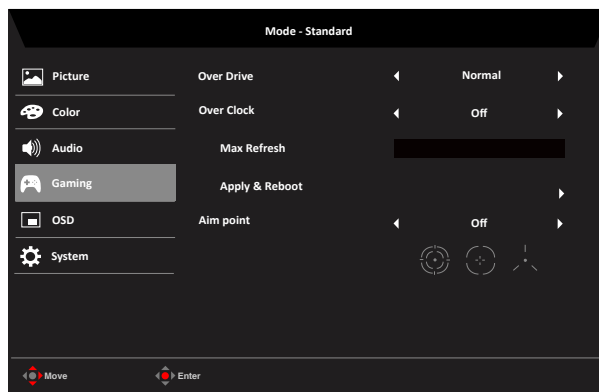 Mode - Standard
Picture
Over Drive Normal
Color
Over Clock Off
Audio
Max Refresh
Gaming
Apply & Reboot
OSD
Aim point Off
System
Move Enter